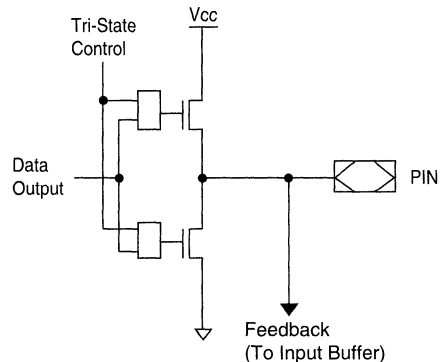 Tri-State
Control
Vcc
Data
Output
PIN
Feedback
(To Input Buffer)